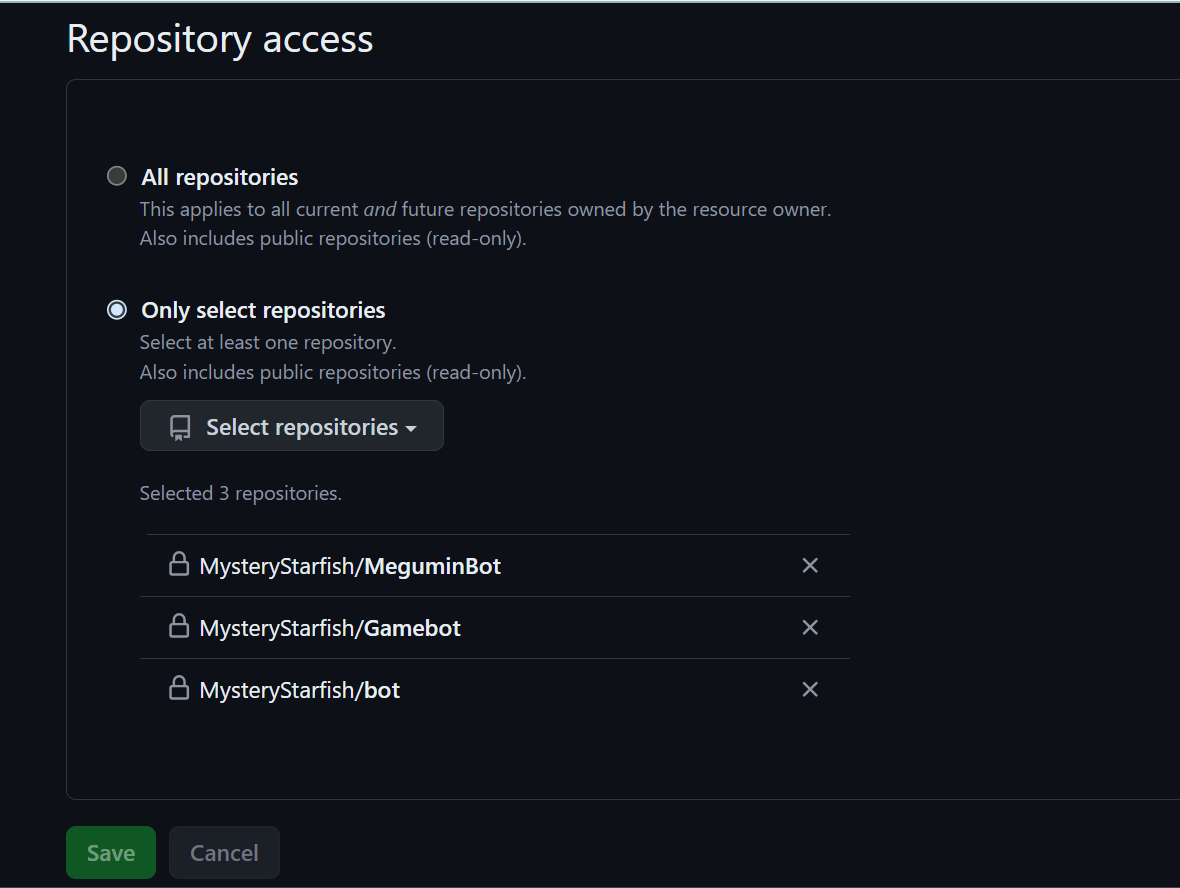 Repository access
All repositories
This applies to all current and future repositories owned by the resource owner.
Also includes public repositories (read-only).
Only select repositories
Select at least one repository.
Also includes public repositories (read-only).
Select repositories
Selected 3 repositories.
MysteryStarfish/MeguminBot
MysteryStarfish/Gamebot
MysteryStarfish/bot
Save Cancel